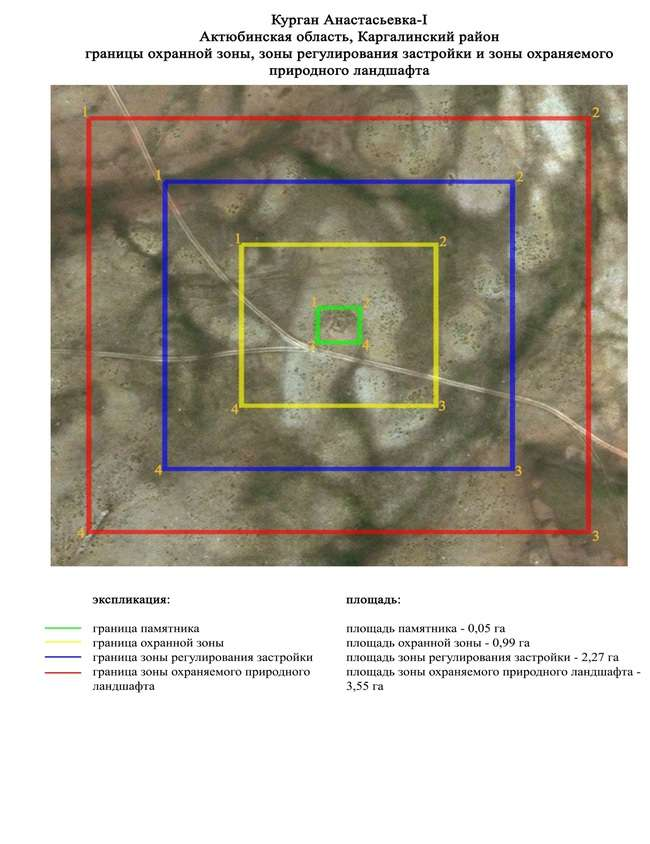 Курган Анастасьевка-I
Актюбинская область, Каргалинский район
границы охранной зоны, зоны регулирования застройки и зоны охраняемого
природного ландшафта
1
2
1
2
1
2
1
2
4
4
3
4
3
4
3
экспликация:
площадь:
граница памятника
площадь памятника - 0,05 га
граница охранной зоны
площадь охранной зоны - 0,99 га
граница зоны регулирования застройки
площадь зоны регулирования застройки - 2,27 га
граница зоны охраняемого природного
площадь зоны охраняемого природного ландшафта -
ландшафта
3,55 га